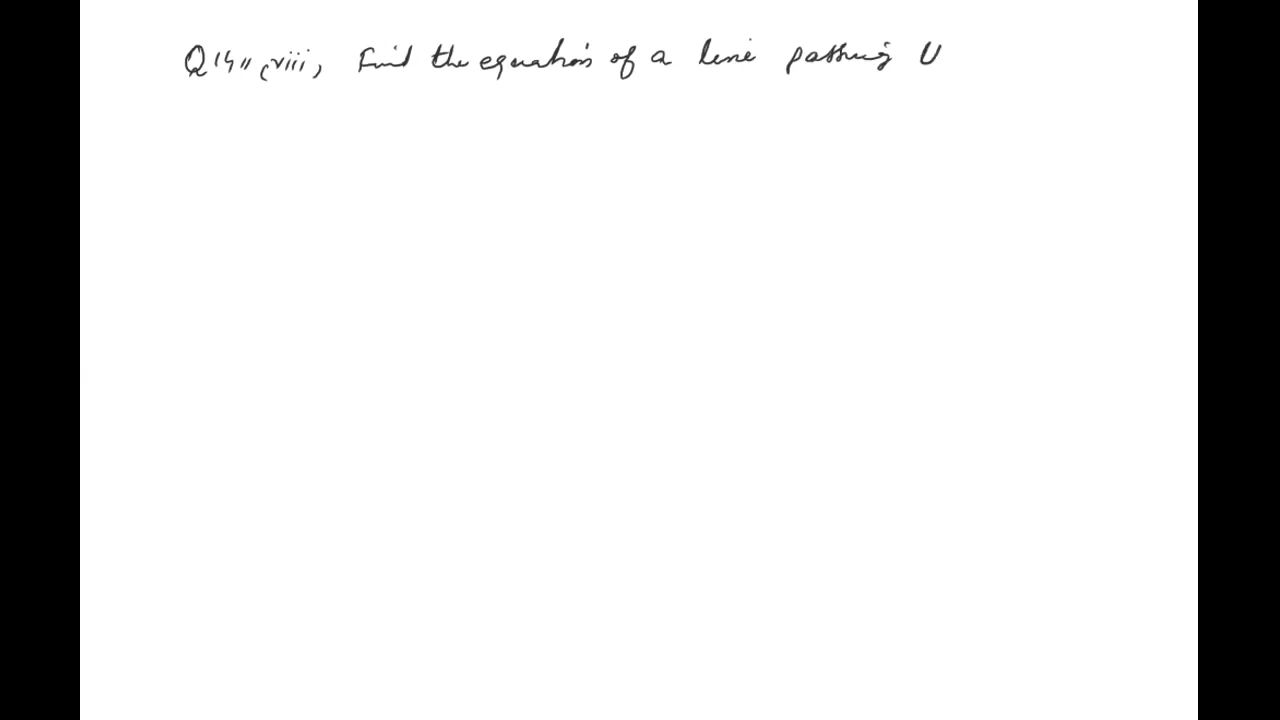 Q14 (viii) Find the equation of a line passing